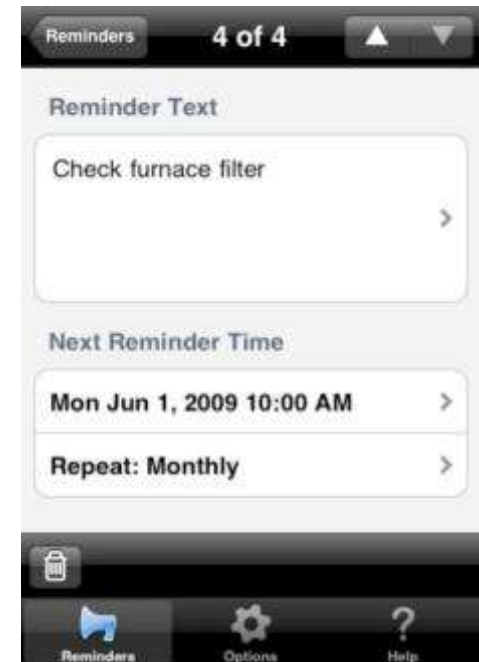 Reminders
4 of 4
Reminder Text
Check furnace filter
Next Reminder Time
Mon Jun 1, 2009 10:00 AM
Repeat: Monthly
Reminders
Options
?
Help